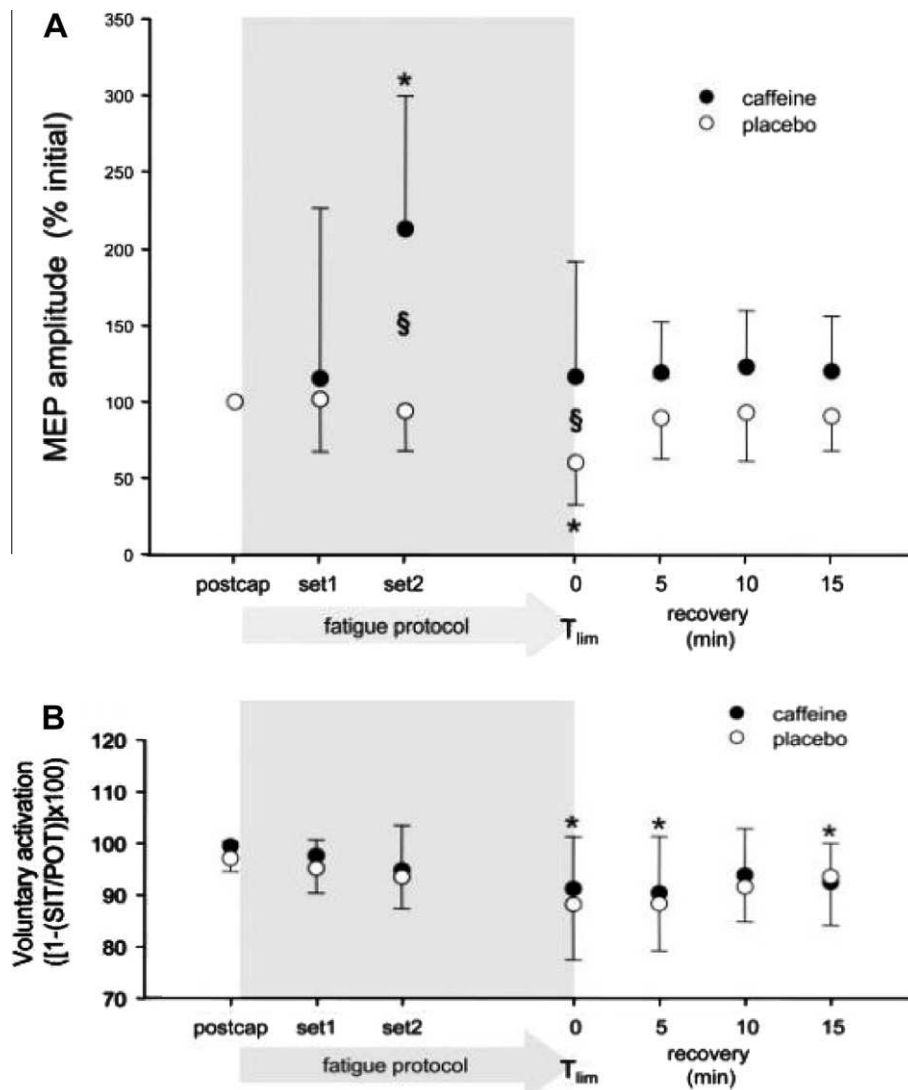 A
MEP amplitude (% initial)
350
300
250
200
150
100
50
0
*
§
§
*
caffeine
placebo
postcap set1 set2 0 5 10 15
fatigue protocol
Tlim
recovery
(min)
B
Voluntary activation
([1-(SIT/POT)]x100)
120
110
100
90
80
70
caffeine
placebo
* * *
postcap set1 set2 0 5 10 15
fatigue protocol
Tlim
recovery
(min)